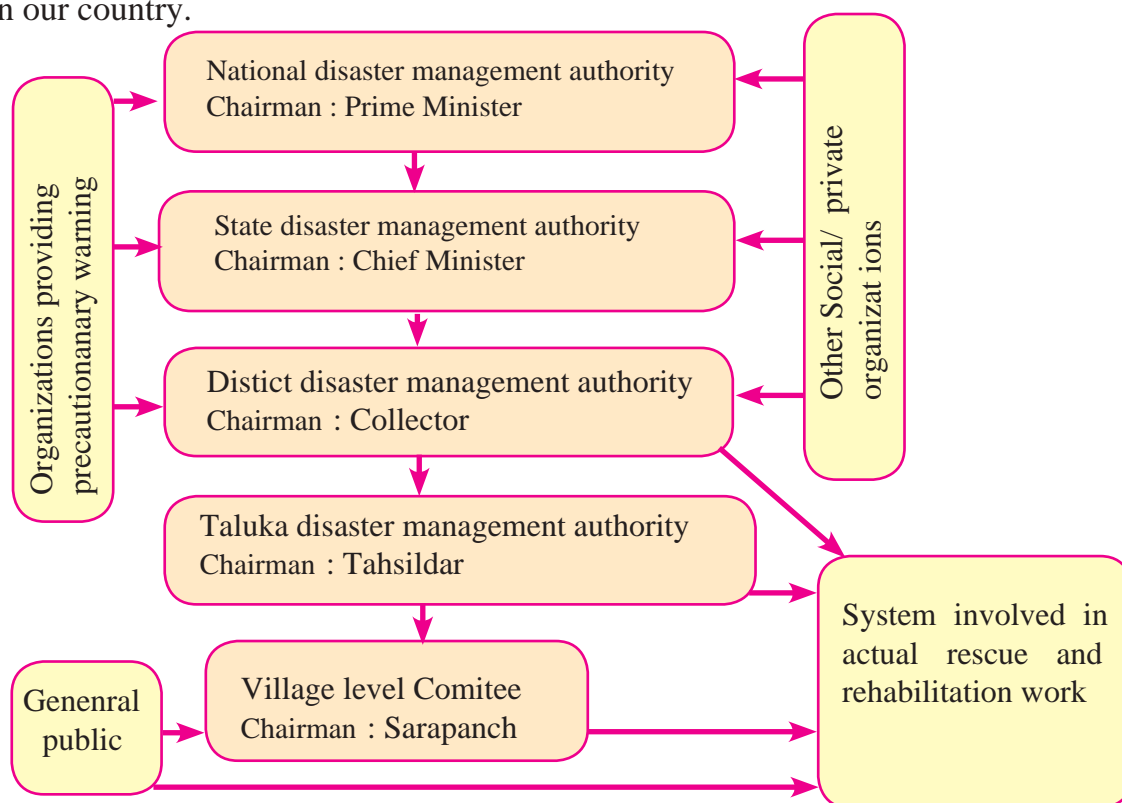 n our country.
National disaster management authority
Chairman : Prime Minister
Organizations providing
precautionanary warning
State disaster management authority
Chairman : Chief Minister
Other Social/ private
organizat ions
Distict disaster management authority
Chairman : Collector
Taluka disaster management authority
Chairman : Tahsildar
System involved in
actual rescue and
rehabilitation work
Village level Comitee
Chairman : Sarapanch
Genenral
public